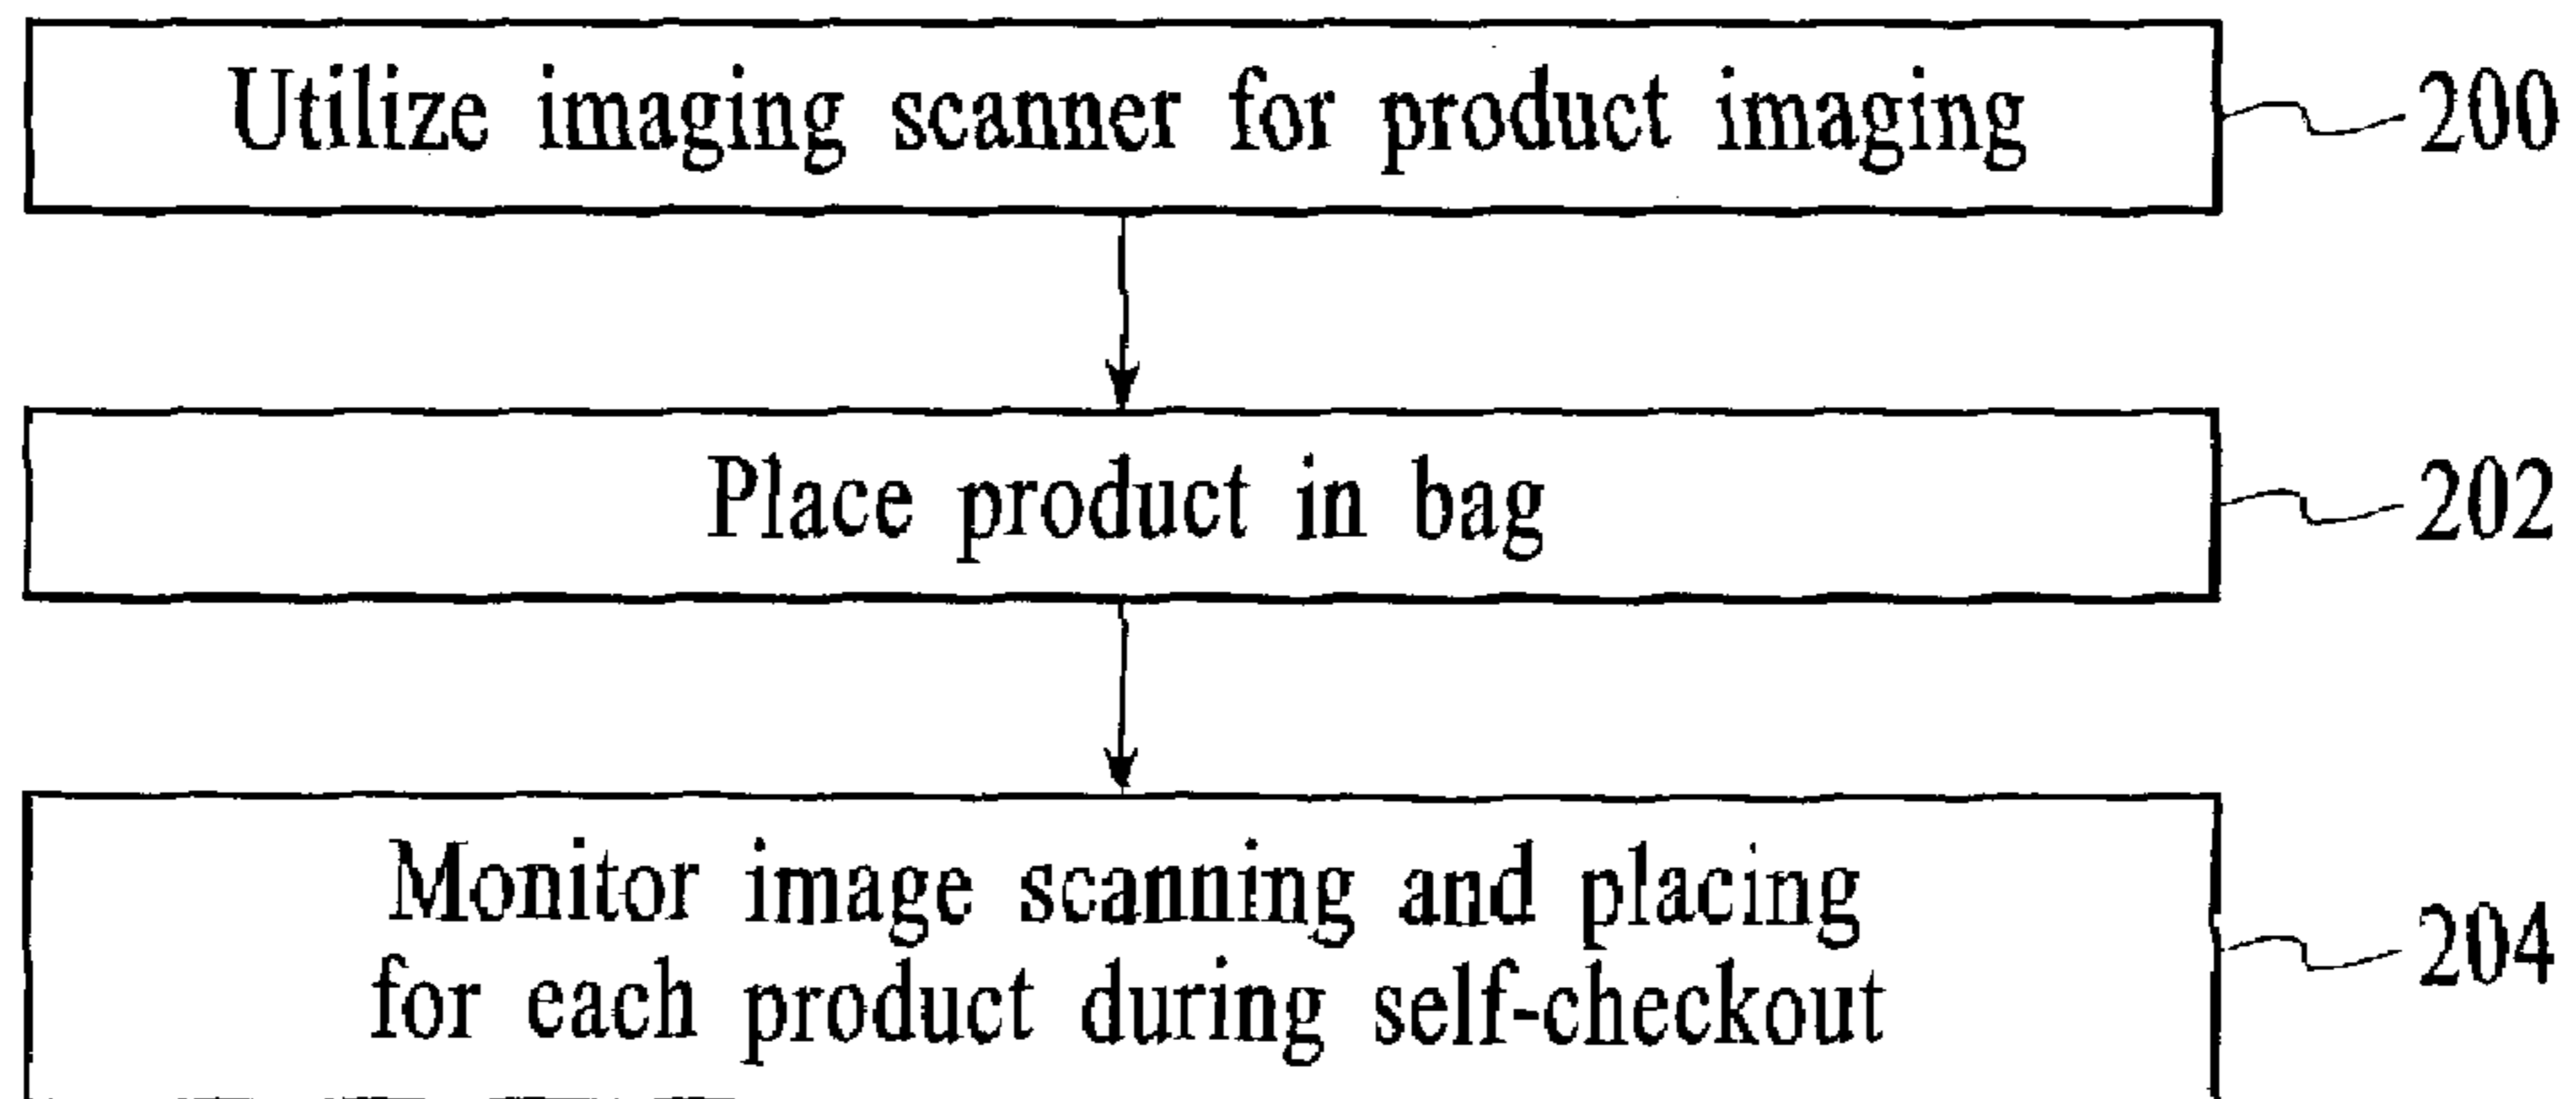 Utilize imaging scanner for product imaging
200
Place product in bag
202
Monitor image scanning and placing
for each product during self-checkout
204